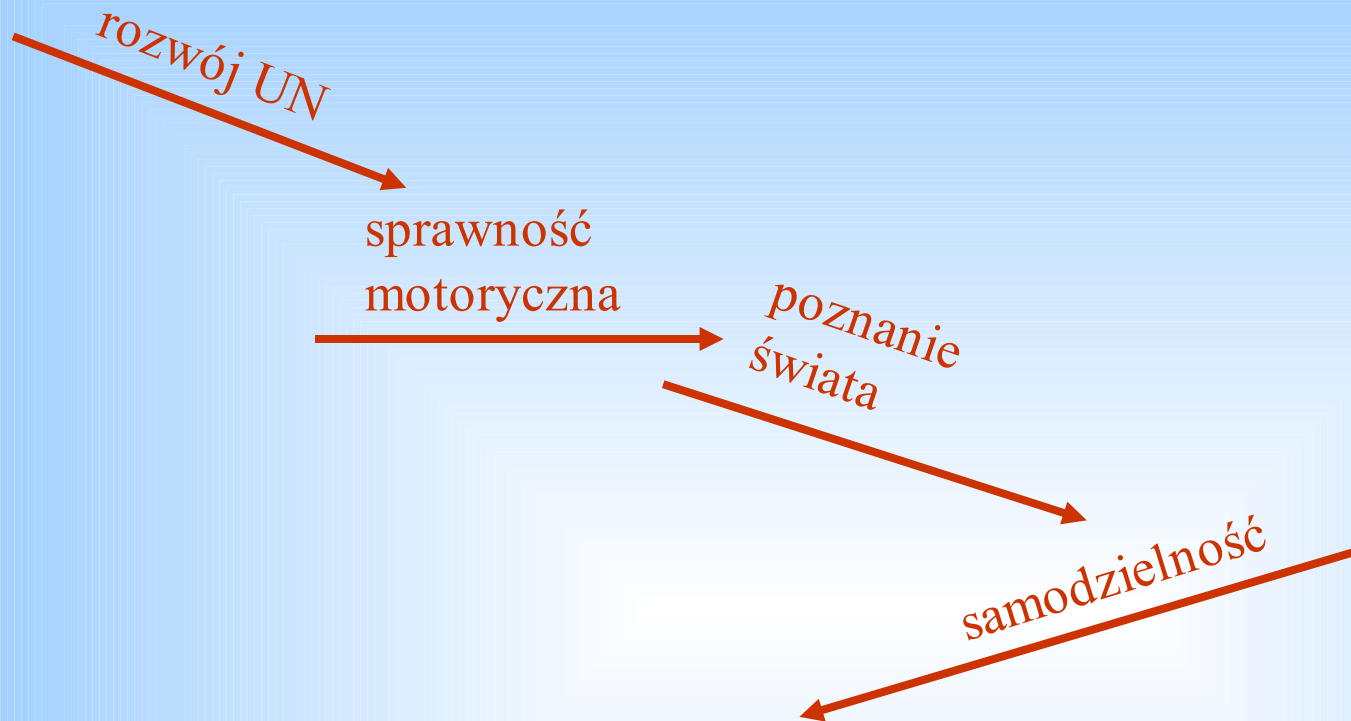 rozwój UN
sprawność
motoryczna
poznanie
świata
samodzielność